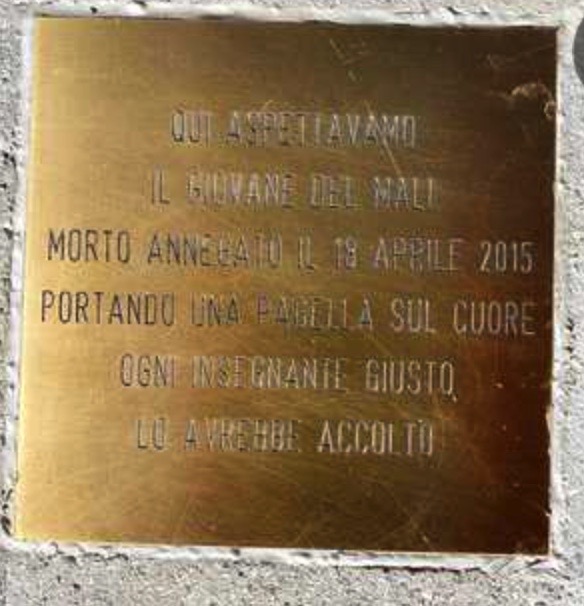 QUI ASPETTAVAMO
IL GIOVANE DEL MALI
MORTO ANNEGATO IL 18 APRILE 2015
PORTANDO UNA PAGELLA SUL CUORE
OGNI INSEGNANTE GIUSTO
LO AVREBBE ACCOLTO